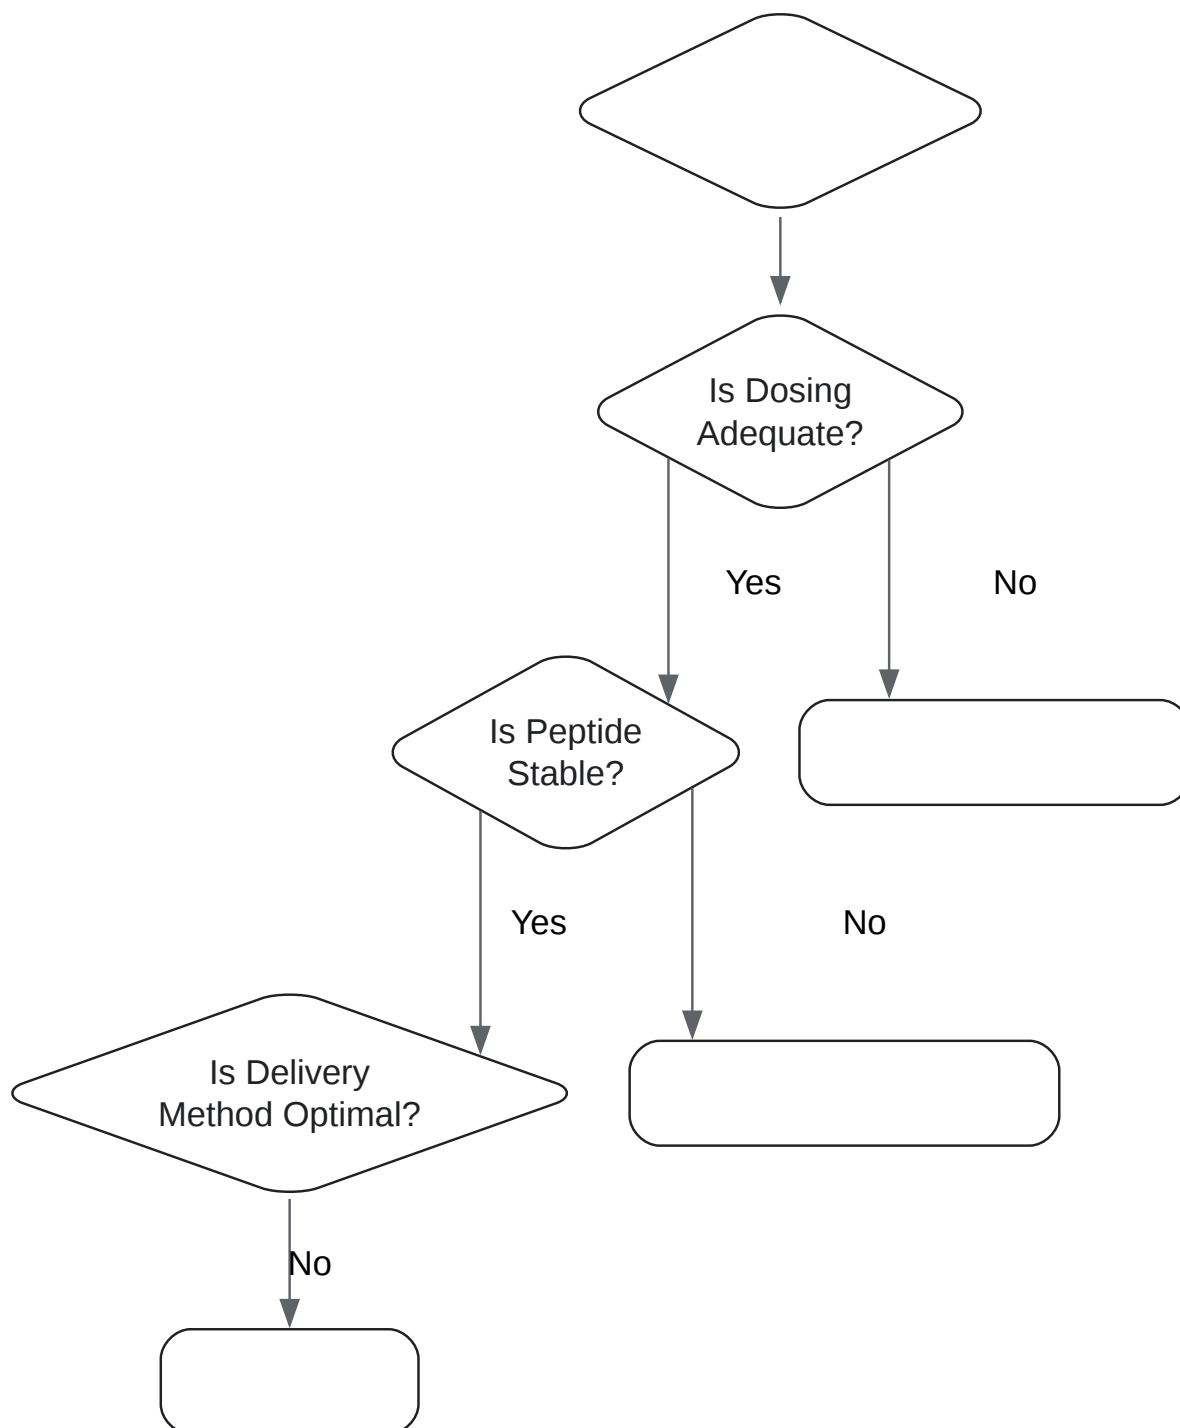 Is Dosing
Adequate?
Yes
No
Is Peptide
Stable?
Yes
No
Is Delivery
Method Optimal?
No